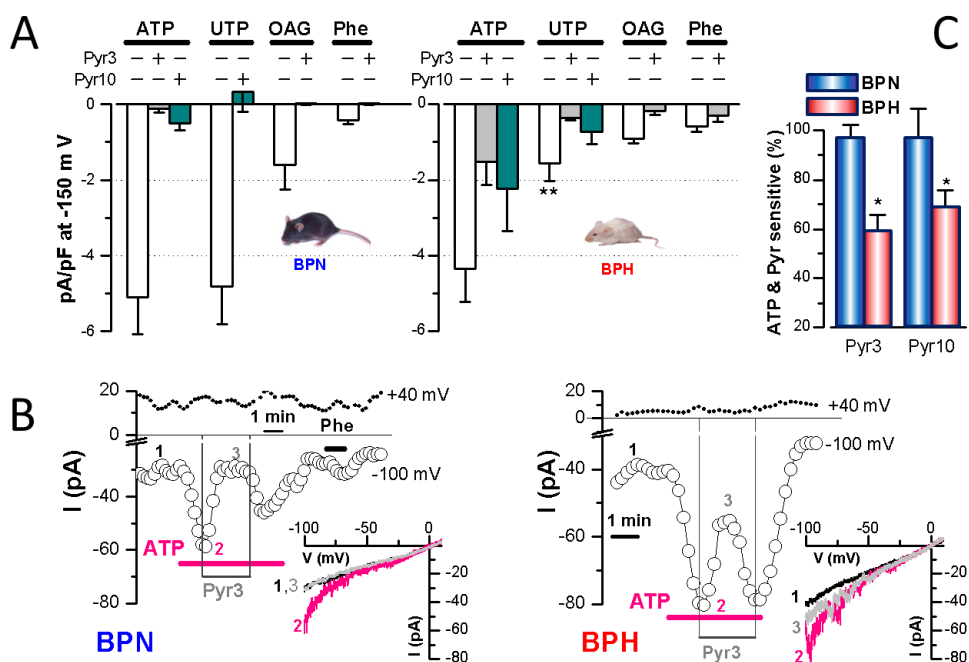 A
C
ATP UTP OAG Phe
Pyr3 – + – – – – + – +
Pyr10 – – + – + – – – –
0
-2
-4
-6
pA/pF at -150 m V
BPN
ATP UTP OAG Phe
Pyr3 – + – – + – – + – +
Pyr10 – – + – – + – – – –
0
-2
-4
-6
**
BPH
BPN
BPH
100
80
60
40
20
ATP & Pyr sensitive (%)
*
*
Pyr3 Pyr10
B
20
0
-40
-60
-80
I (pA)
+40 mV
1 min
Phe
1
3
-100 mV
ATP
2
Pyr3
-100 -50 0
V (mV)
1,3
2
-20
-40
-60
-80
I (pA)
BPN
20
0
-40
-60
-80
I (pA)
+40 mV
1
-100 mV
3
1 min
ATP
2
Pyr3
-100 -50 0
V (mV)
1
3
2
-20
-40
-60
-80
I (pA)
BPH